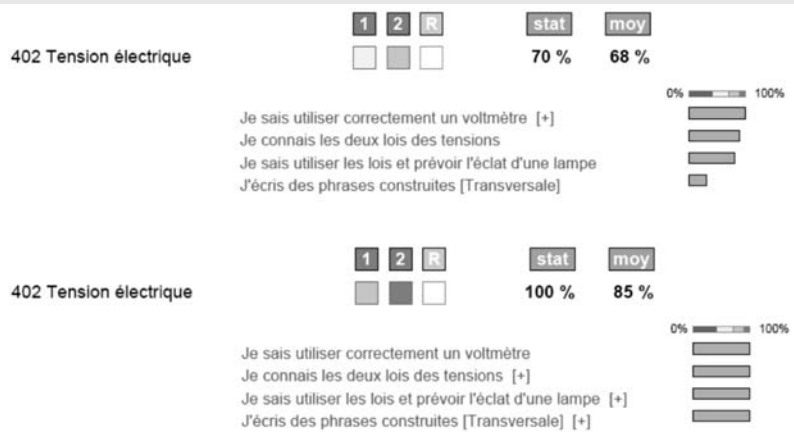 1 2 R stat moy
402 Tension électrique 70 % 68 %
0% 100%
Je sais utiliser correctement un voltmètre [+]
Je connais les deux lois des tensions
Je sais utiliser les lois et prévoir l'éclat d'une lampe
J'écris des phrases construites [Transversale]
1 2 R stat moy
402 Tension électrique 100 % 85 %
0% 100%
Je sais utiliser correctement un voltmètre
Je connais les deux lois des tensions [+]
Je sais utiliser les lois et prévoir l'éclat d'une lampe [+]
J'écris des phrases construites [Transversale] [+]